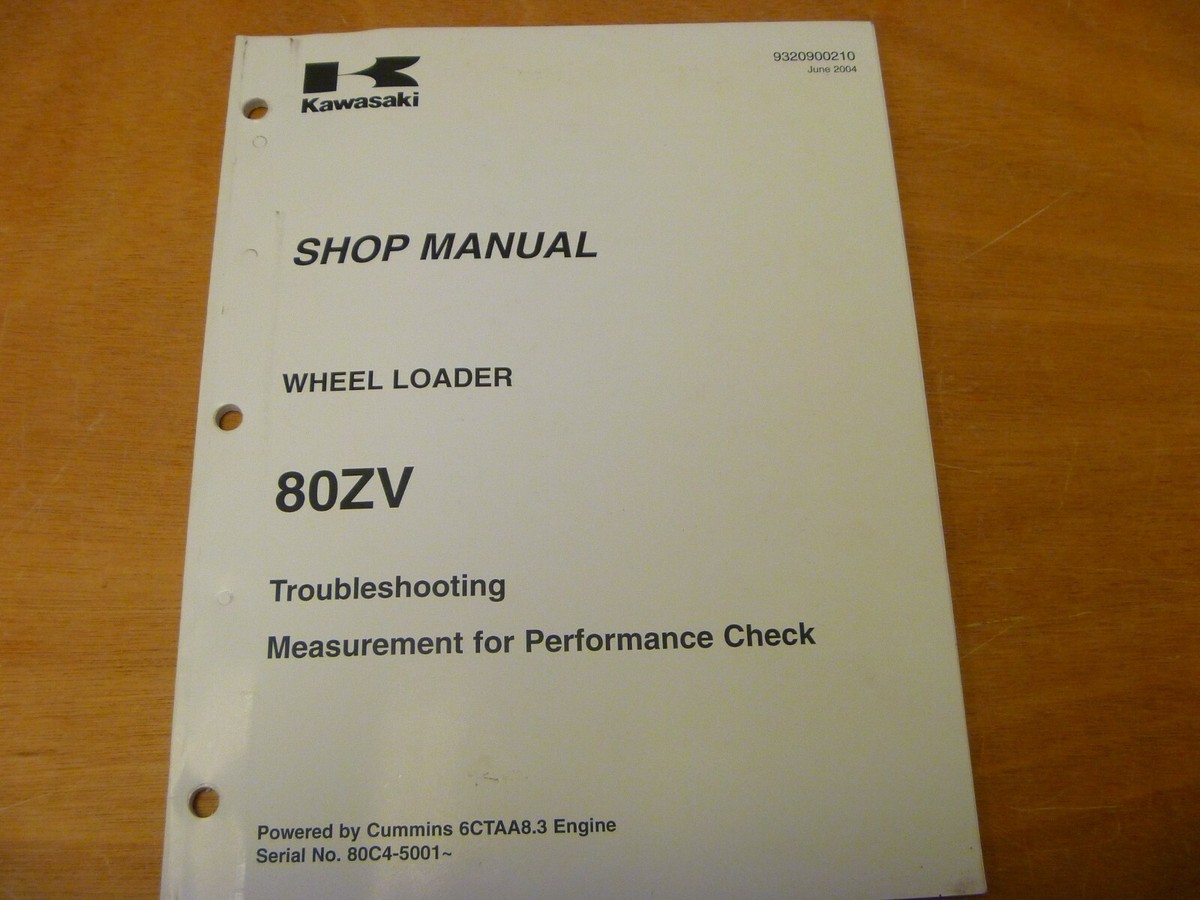 9320900210
June 2004
Kawasaki
SHOP MANUAL
WHEEL LOADER
80ZV
Troubleshooting
Measurement for Performance Check
Powered by Cummins 6CTAA8.3 Engine
Serial No. 80C4-5001~